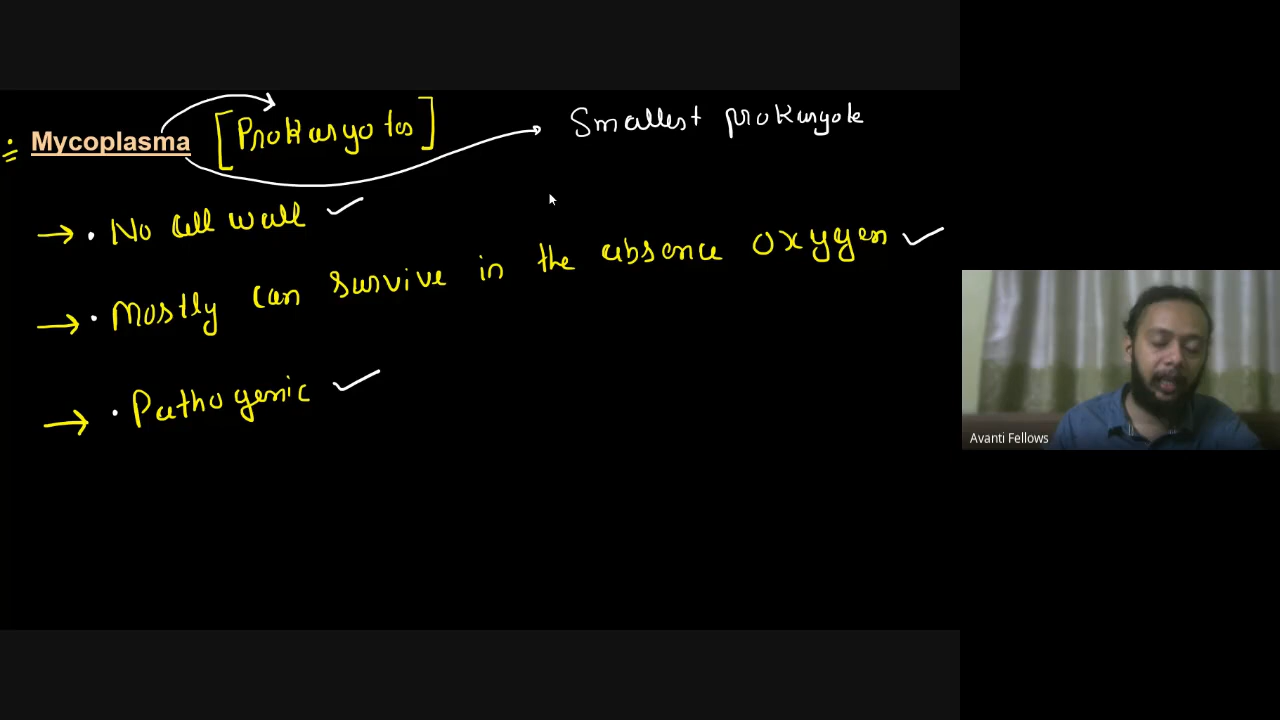 Mycoplasma [Prokaryotes] Smallest prokaryote
→ • No Cell wall ✓
→ • Mostly can survive in the absence oxygen ✓
→ • Pathogenic ✓
Avanti Fellows